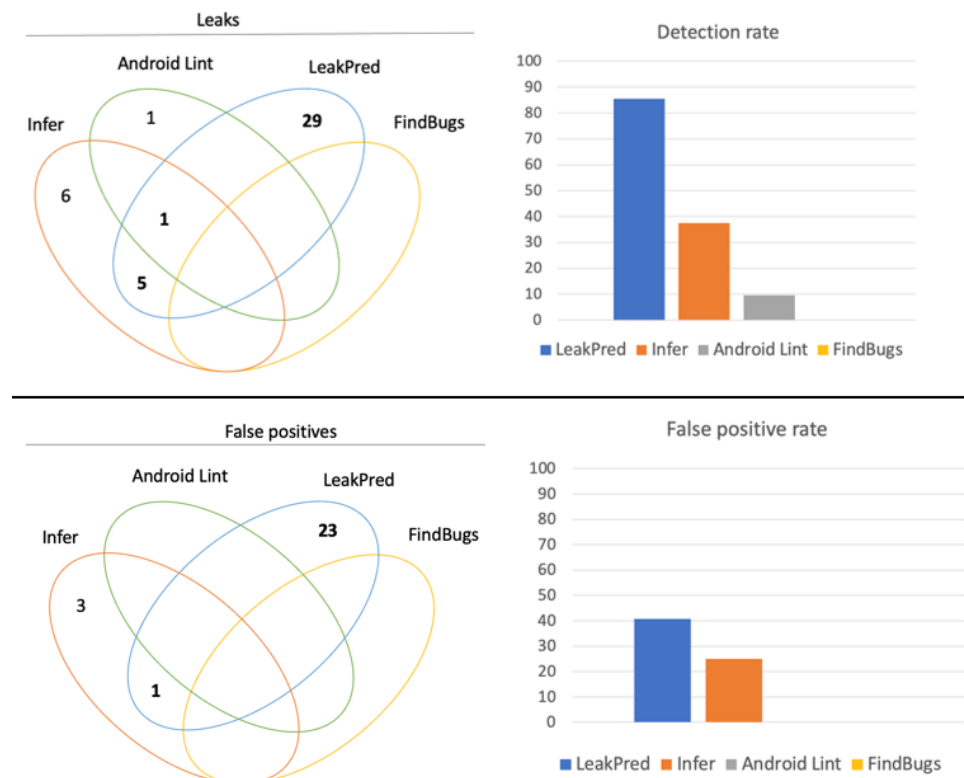 Leaks
Android Lint
LeakPred
Infer
FindBugs
1
29
6
1
5
Detection rate
100
90
80
70
60
50
40
30
20
10
0
LeakPred Infer Android Lint FindBugs
False positives
Android Lint
LeakPred
Infer
FindBugs
23
3
1
False positive rate
100
90
80
70
60
50
40
30
20
10
0
LeakPred Infer Android Lint FindBugs